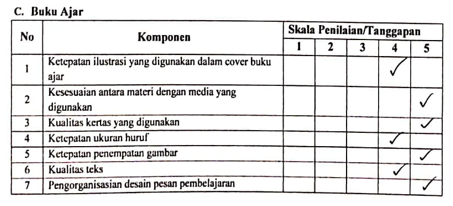 C. Buku Ajar
No Komponen Skala Penilaian/Tanggapan
1 2 3 4 5
1 Ketepatan ilustrasi yang digunakan dalam cover buku
ajar ✓
2 Kesesuaian antara materi dengan media yang
digunakan ✓
3 Kualitas kertas yang digunakan ✓
4 Ketepatan ukuran huruf ✓
5 Ketepatan penempatan gambar ✓
6 Kualitas teks ✓
7 Pengorganisasian desain pesan pembelajaran ✓